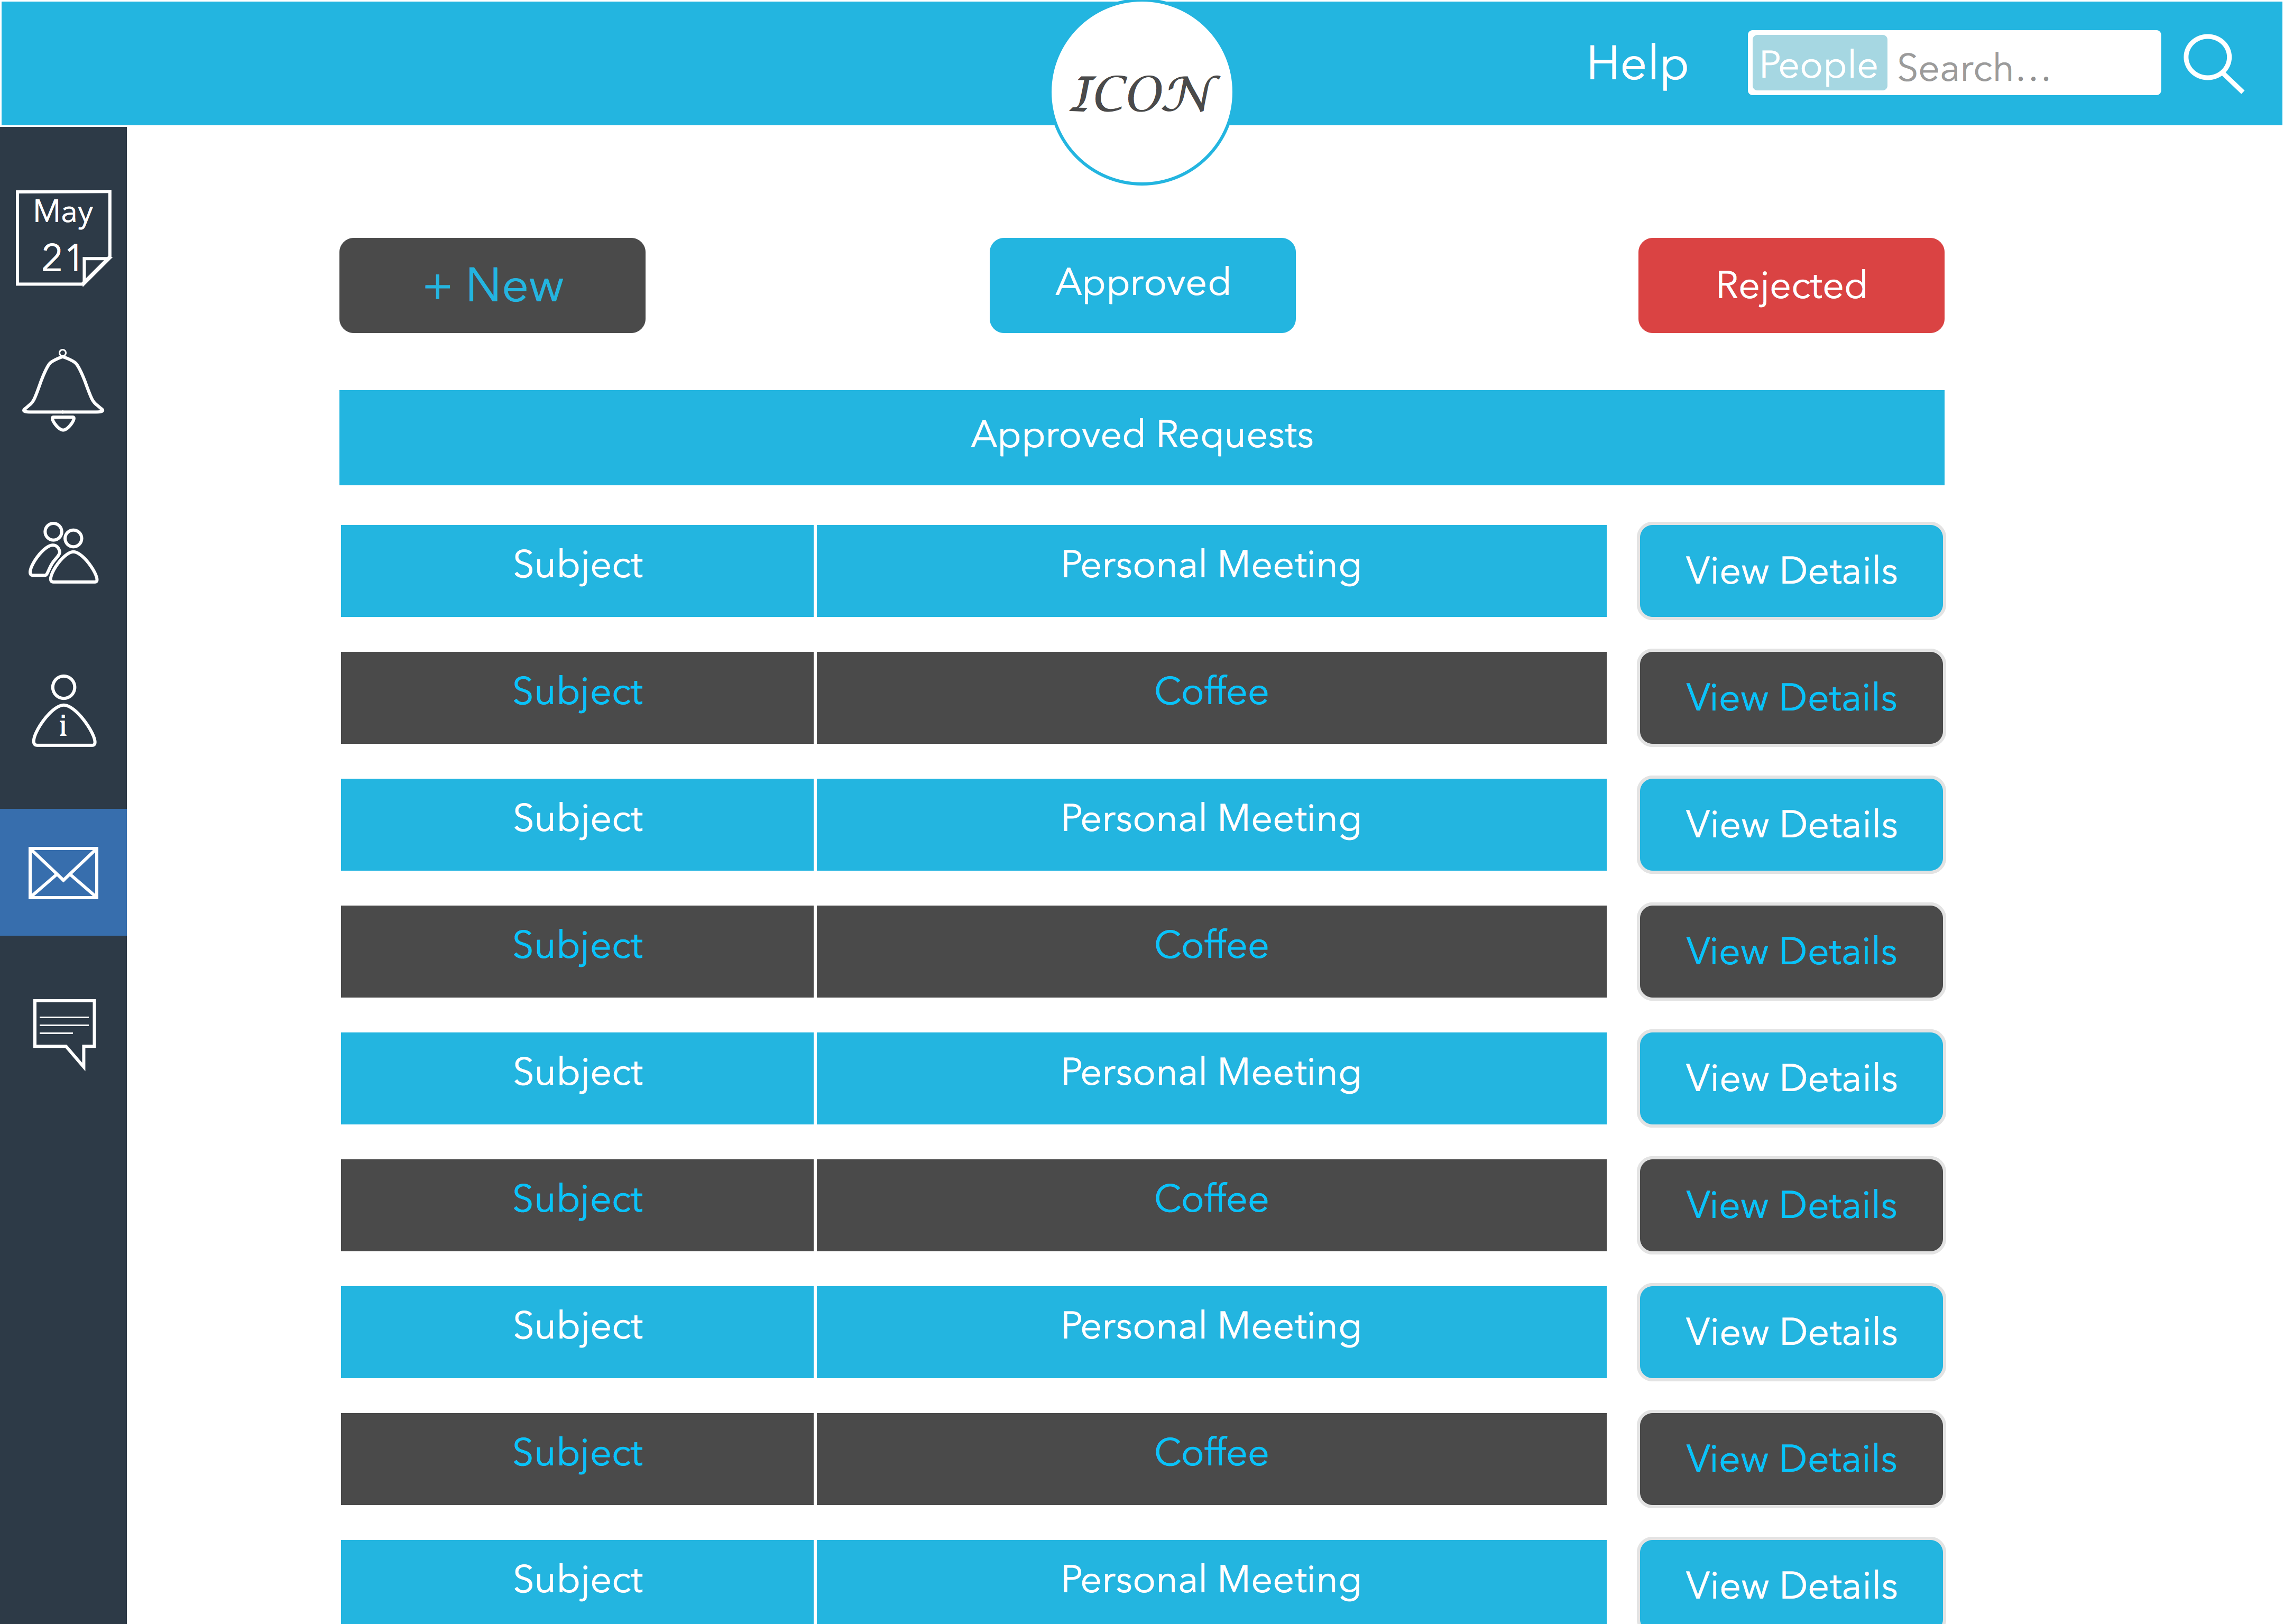 ICON
Help
People Search...
May
21
+ New
Approved
Rejected
Approved Requests
Subject Personal Meeting View Details
Subject Coffee View Details
Subject Personal Meeting View Details
Subject Coffee View Details
Subject Personal Meeting View Details
Subject Coffee View Details
Subject Personal Meeting View Details
Subject Coffee View Details
Subject Personal Meeting View Details
i